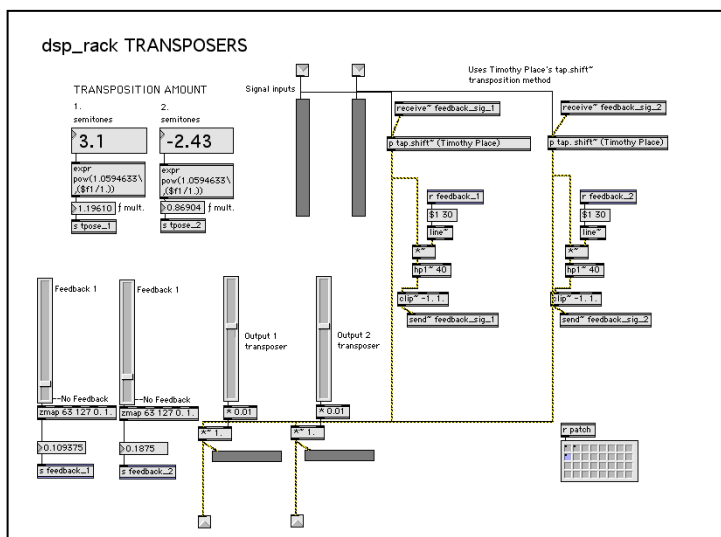 dsp_rack TRANSPOSERS
Uses Timothy Place's tap.shift~
transposition method
TRANSPOSITION AMOUNT
Signal inputs
1.
semitones
2.
semitones
3.1
-2.43
expr
pow(1.0594633\
,($f1/1.))
expr
pow(1.0594633\
,($f1/1.))
1.19610
ƒ mult.
0.86904
ƒ mult.
s tpose_1
s tpose_2
receive~ feedback_sig_1
receive~ feedback_sig_2
p tap.shift~ (Timothy Place)
p tap. shift~ (Timothy Place)
r feedback_1
$1 30
line~
*~
hp1~ 40
clip~ -1. 1.
send~ feedback_sig_1
r feedback_2
$1 30
line~
*~
hp1~ 40
clip~ -1. 1.
send~ feedback_sig_2
Feedback 1
Feedback 1
Output 1
transposer
Output 2
transposer
--No Feedback
--No Feedback
zmap 63 127 0. 1.
zmap 63 127 0. 1.
* 0.01
* 0.01
*~ 1.
*~ 1.
0.109375
0.1875
s feedback_1
s feedback_2
r patch